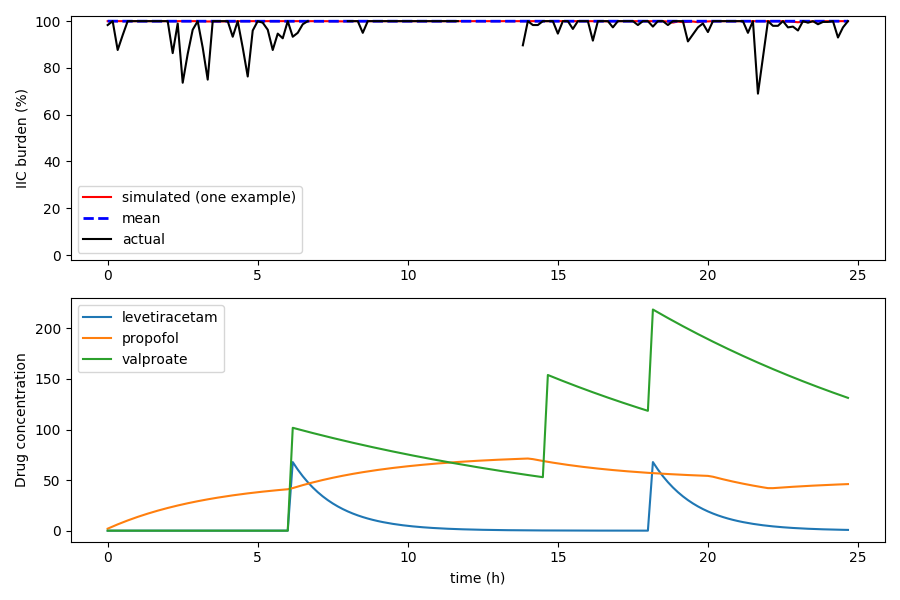 IIC burden (%)
100
80
60
40
20
0
simulated (one example)
mean
actual
0 5 10 15 20 25
Drug concentration
200
150
100
50
0
levetiracetam
propofol
valproate
0 5 10 15 20 25
time (h)